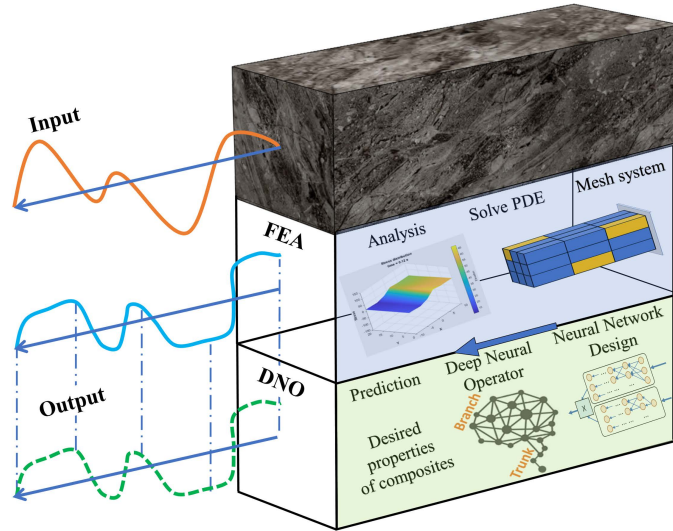 Input
Mesh system
Solve PDE
Analysis
FEA
Output
DNO
Neural Network
Design
Deep Neural
Operator
Prediction
Branch
Trunk
Desired
properties
of composites